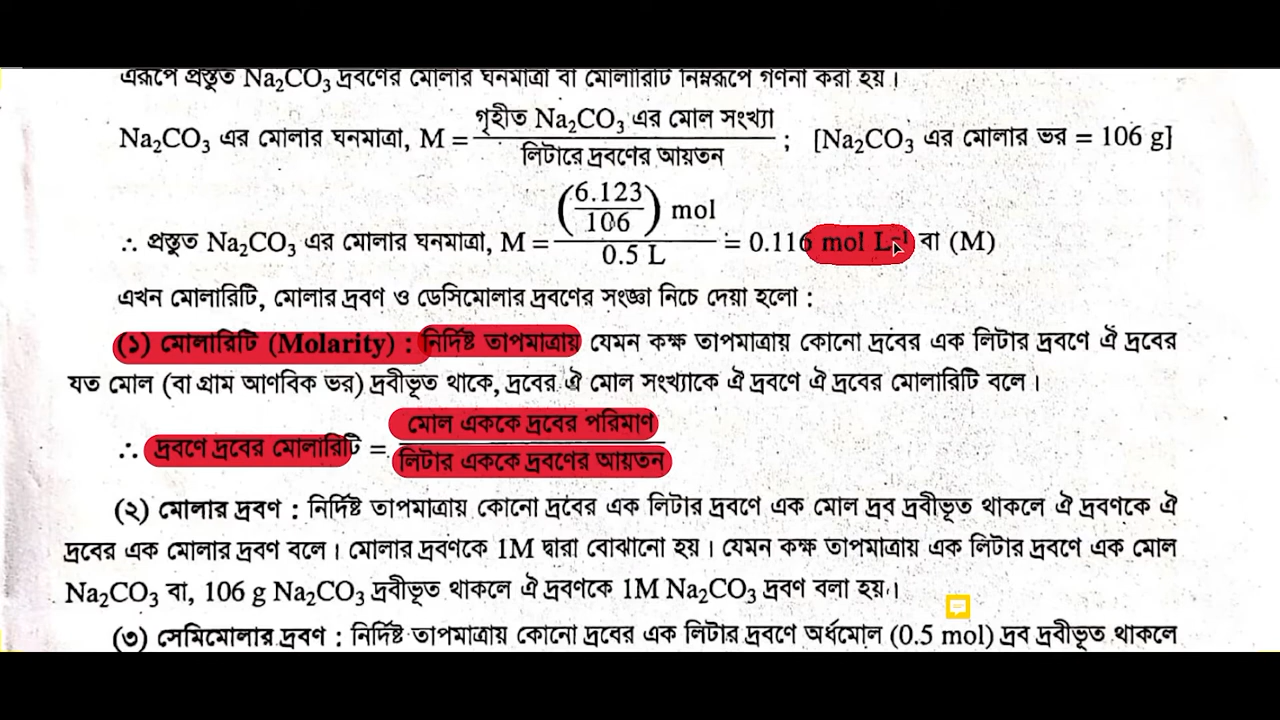 এরূপে প্রস্তুত Na₂CO₃ দ্রবণের মোলার ঘনমাত্রা বা মোলারিটি নিম্নরূপে গণনা করা হয়।
Na₂CO₃ এর মোলার ঘনমাত্রা, M = গৃহীত Na₂CO₃ এর মোল সংখ্যা / লিটারে দ্রবণের আয়তন ; [Na₂CO₃ এর মোলার ভর = 106 g]
∴ প্রস্তুত Na₂CO₃ এর মোলার ঘনমাত্রা, M = (6.123/106) mol / 0.5 L = 0.116 mol L⁻¹ বা (M)
এখন মোলারিটি, মোলার দ্রবণ ও ডেসিমোলার দ্রবণের সংজ্ঞা নিচে দেয়া হলো :
(১) মোলারিটি (Molarity) : নির্দিষ্ট তাপমাত্রায় যেমন কক্ষ তাপমাত্রায় কোনো দ্রবের এক লিটার দ্রবণে ঐ দ্রবের
যত মোল (বা গ্রাম আণবিক ভর) দ্রবীভূত থাকে, দ্রবের ঐ মোল সংখ্যাকে ঐ দ্রবণে ঐ দ্রবের মোলারিটি বলে।
∴ দ্রবণে দ্রবের মোলারিটি = মোল এককে দ্রবের পরিমাণ / লিটার এককে দ্রবণের আয়তন
(২) মোলার দ্রবণ : নির্দিষ্ট তাপমাত্রায় কোনো দ্রবের এক লিটার দ্রবণে এক মোল দ্রব দ্রবীভূত থাকলে ঐ দ্রবণকে ঐ
দ্রবের এক মোলার দ্রবণ বলে। মোলার দ্রবণকে 1M দ্বারা বোঝানো হয়। যেমন কক্ষ তাপমাত্রায় এক লিটার দ্রবণে এক মোল
Na₂CO₃ বা, 106 g Na₂CO₃ দ্রবীভূত থাকলে ঐ দ্রবণকে 1M Na₂CO₃ দ্রবণ বলা হয়।
(৩) সেমিমোলার দ্রবণ : নির্দিষ্ট তাপমাত্রায় কোনো দ্রবের এক লিটার দ্রবণে অর্ধমোল (0.5 mol) দ্রব দ্রবীভূত থাকলে